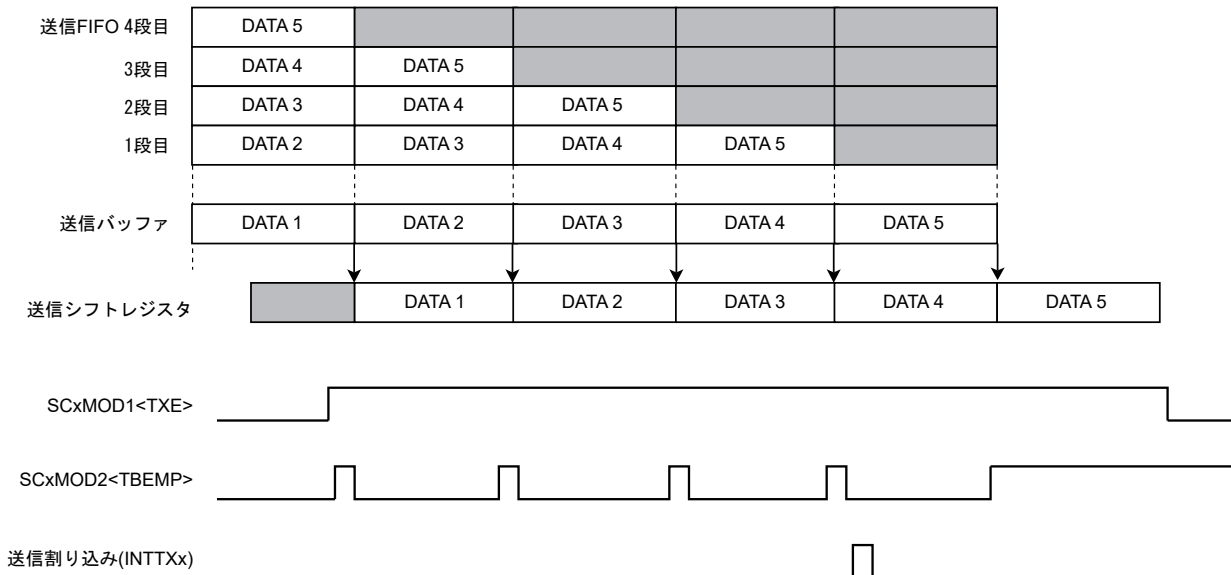 送信FIFO 4段目 DATA 5
3段目 DATA 4 DATA 5
2段目 DATA 3 DATA 4 DATA 5
1段目 DATA 2 DATA 3 DATA 4 DATA 5
送信バッファ DATA 1 DATA 2 DATA 3 DATA 4 DATA 5
送信シフトレジスタ DATA 1 DATA 2 DATA 3 DATA 4 DATA 5
SCxMOD1<TXE>
SCxMOD2<TBEMP>
送信割り込み(INTTXx)